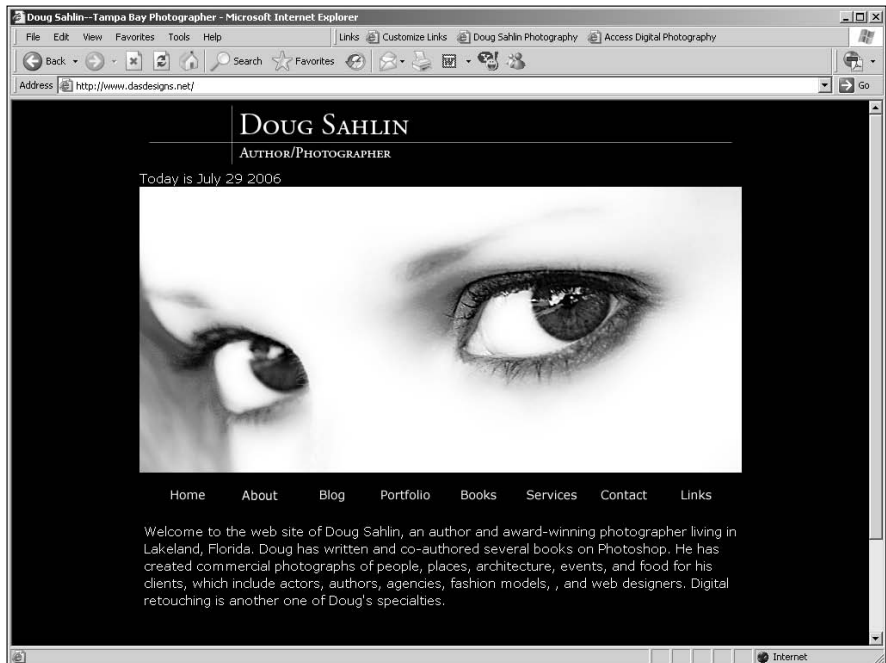 Doug Sahlin--Tampa Bay Photographer - Microsoft Internet Explorer
File Edit View Favorites Tools Help Links Customize Links Doug Sahlin Photography Access Digital Photography
Back Search Favorites
Address http://www.dasdesigns.net/ Go
Doug Sahlin
Author/Photographer
Today is July 29 2006
Home About Blog Portfolio Books Services Contact Links
Welcome to the web site of Doug Sahlin, an author and award-winning photographer living in
Lakeland, Florida. Doug has written and co-authored several books on Photoshop. He has
created commercial photographs of people, places, architecture, events, and food for his
clients, which include actors, authors, agencies, fashion models, , and web designers. Digital
retouching is another one of Doug's specialties.
Internet